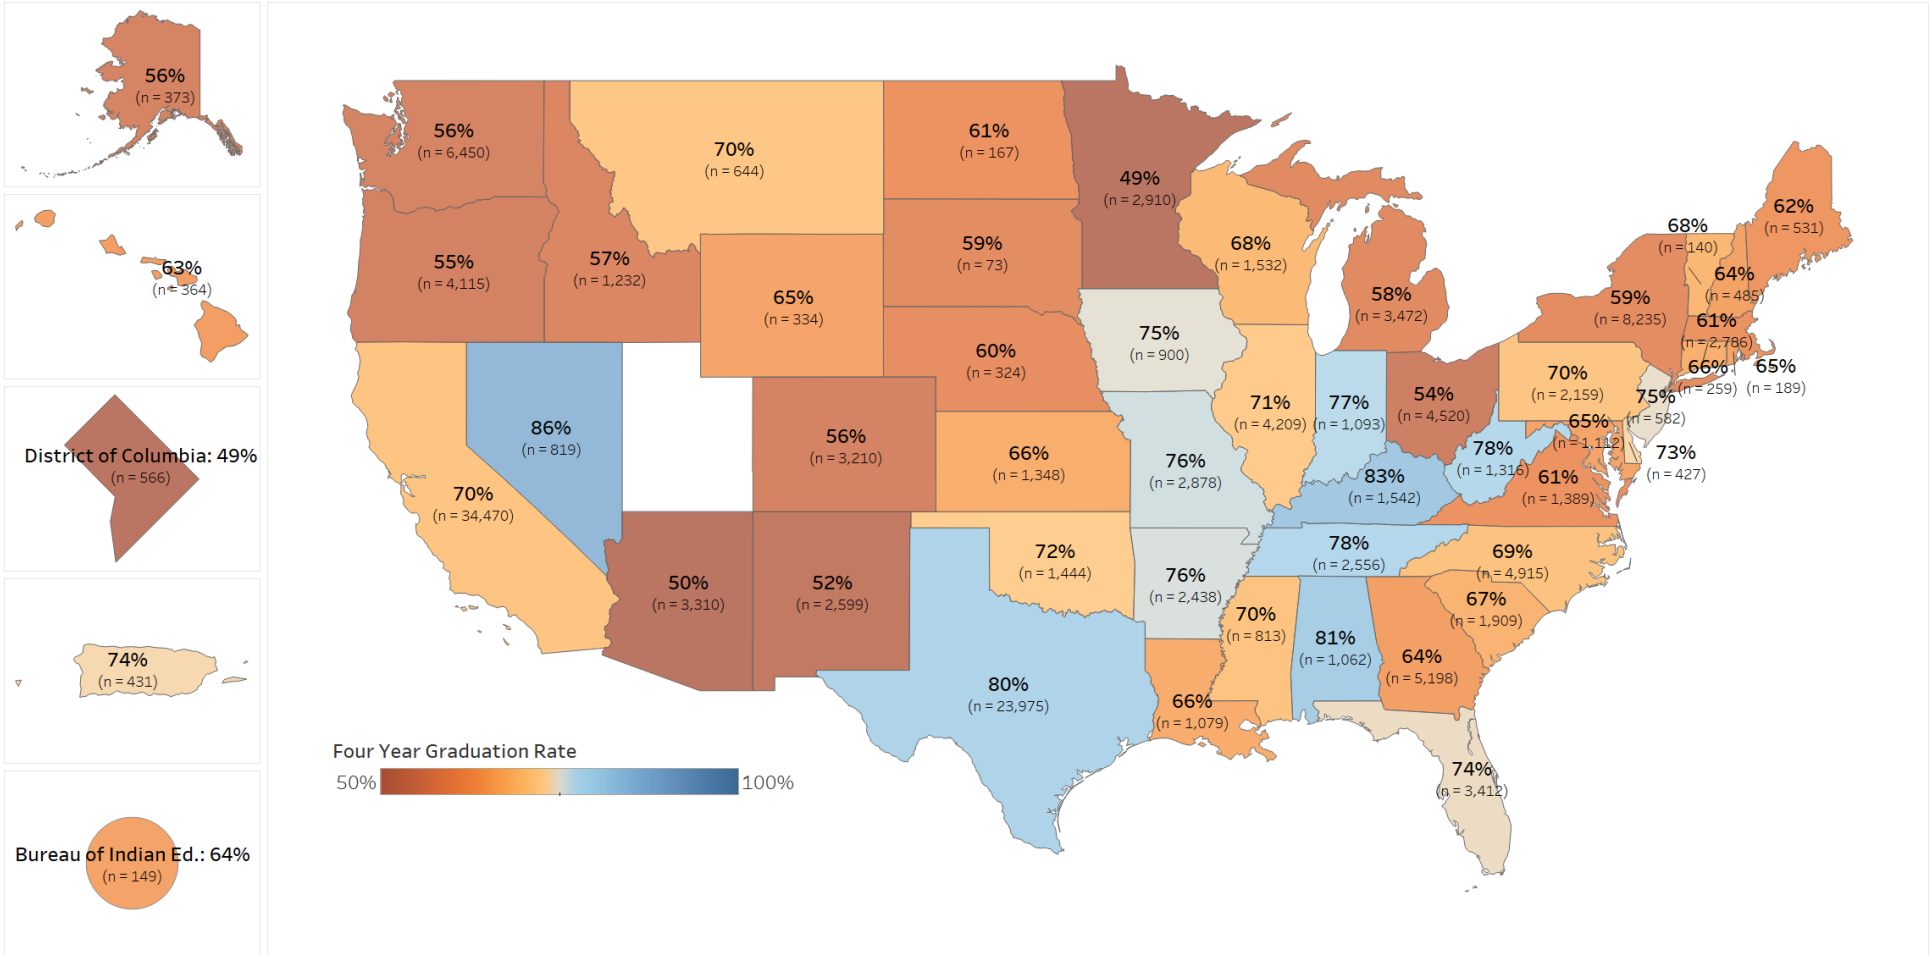 56%
(n = 373)
63%
(n = 364)
District of Columbia: 49%
(n = 566)
74%
(n = 431)
Bureau of Indian Ed.: 64%
(n = 149)
56%
(n = 6,450)
70%
(n = 644)
61%
(n = 167)
49%
(n = 2,910)
55%
(n = 4,115)
57%
(n = 1,232)
65%
(n = 334)
59%
(n = 73)
68%
(n = 1,532)
58%
(n = 3,472)
68%
(n = 140)
62%
(n = 531)
64%
(n = 485)
59%
(n = 8,235)
61%
(n = 2,786)
66%
(n = 259)
65%
(n = 189)
86%
(n = 819)
56%
(n = 3,210)
60%
(n = 324)
75%
(n = 900)
71%
(n = 4,209)
77%
(n = 1,093)
54%
(n = 4,520)
70%
(n = 2,159)
75%
(n = 582)
65%
(n = 1,112)
73%
(n = 427)
70%
(n = 34,470)
66%
(n = 1,348)
76%
(n = 2,878)
83%
(n = 1,542)
78%
(n = 1,316)
61%
(n = 1,389)
50%
(n = 3,310)
52%
(n = 2,599)
72%
(n = 1,444)
76%
(n = 2,438)
78%
(n = 2,556)
69%
(n = 4,915)
67%
(n = 1,909)
80%
(n = 23,975)
66%
(n = 1,079)
70%
(n = 813)
81%
(n = 1,062)
64%
(n = 5,198)
74%
(n = 3,412)
Four Year Graduation Rate
50% 100%